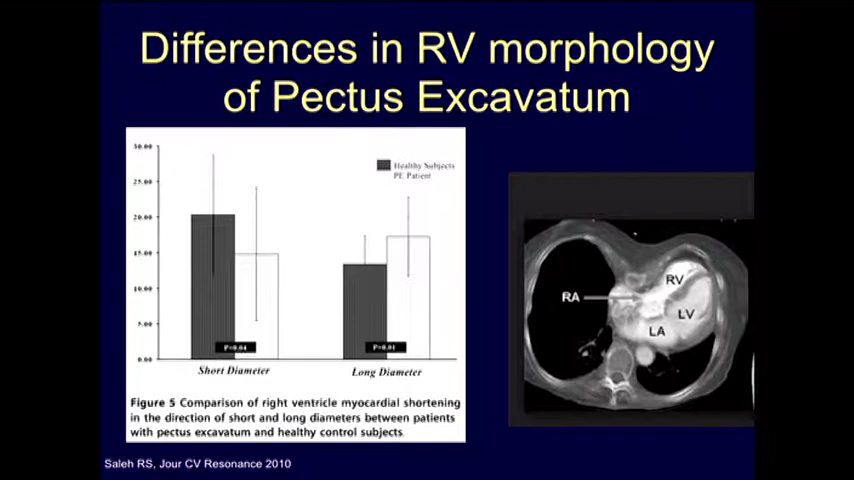 Differences in RV morphology
of Pectus Excavatum
30.00
25.00
20.00
15.00
10.00
5.00
0.00
Healthy Subjects
PE Patient
P=0.04
P=0.01
Short Diameter
Long Diameter
Figure 5 Comparison of right ventricle myocardial shortening
in the direction of short and long diameters between patients
with pectus excavatum and healthy control subjects.
RA
RV
LV
LA
Saleh RS, Jour CV Resonance 2010